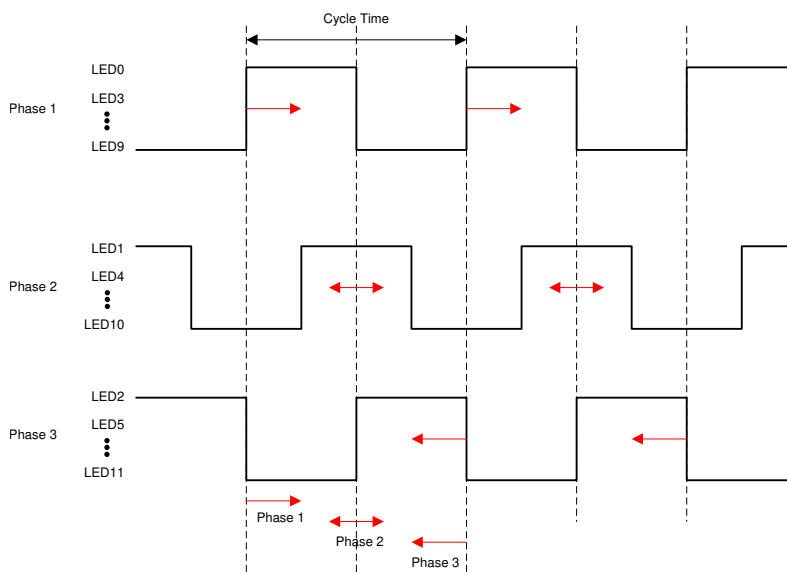 Cycle Time
LED0
Phase 1
LED3
LED9
LED1
LED4
Phase 2
LED10
LED2
LED5
Phase 3
LED11
Phase 1
Phase 2
Phase 3